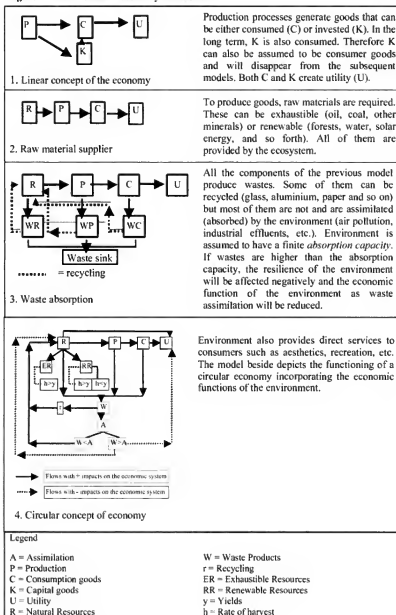 P C U
K
1. Linear concept of the economy
Production processes generate goods that can
be either consumed (C) or invested (K). In the
long term, K is also consumed. Therefore K
can also be assumed to be consumer goods
and will disappear from the subsequent
models. Both C and K create utility (U).
R P C U
2. Raw material supplier
To produce goods, raw materials are required.
These can be exhaustible (oil, coal, other
minerals) or renewable (forests, water, solar
energy, and so forth). All of them are
provided by the ecosystem.
R P C U
WR WP WC
Waste sink
= recycling
3. Waste absorption
All the components of the previous model
produce wastes. Some of them can be
recycled (glass, aluminium, paper and so on)
but most of them are not and are assimilated
(absorbed) by the environment (air pollution,
industrial effluents, etc.). Environment is
assumed to have a finite absorption capacity.
If wastes are higher than the absorption
capacity, the resilience of the environment
will be affected negatively and the economic
function of the environment as waste
assimilation will be reduced.
R P C U
ER RR
h>y h>y h<y
r W
A
W<A W>A
Flows with + impacts on the economic system
Flows with - impacts on the economic system
4. Circular concept of economy
Environment also provides direct services to
consumers such as aesthetics, recreation, etc.
The model beside depicts the functioning of a
circular economy incorporating the economic
functions of the environment.
Legend
A = Assimilation
P = Production
C = Consumption goods
K = Capital goods
U = Utility
R = Natural Resources
W = Waste Products
r = Recycling
ER = Exhaustible Resources
RR = Renewable Resources
y = Yields
h = Rate of harvest